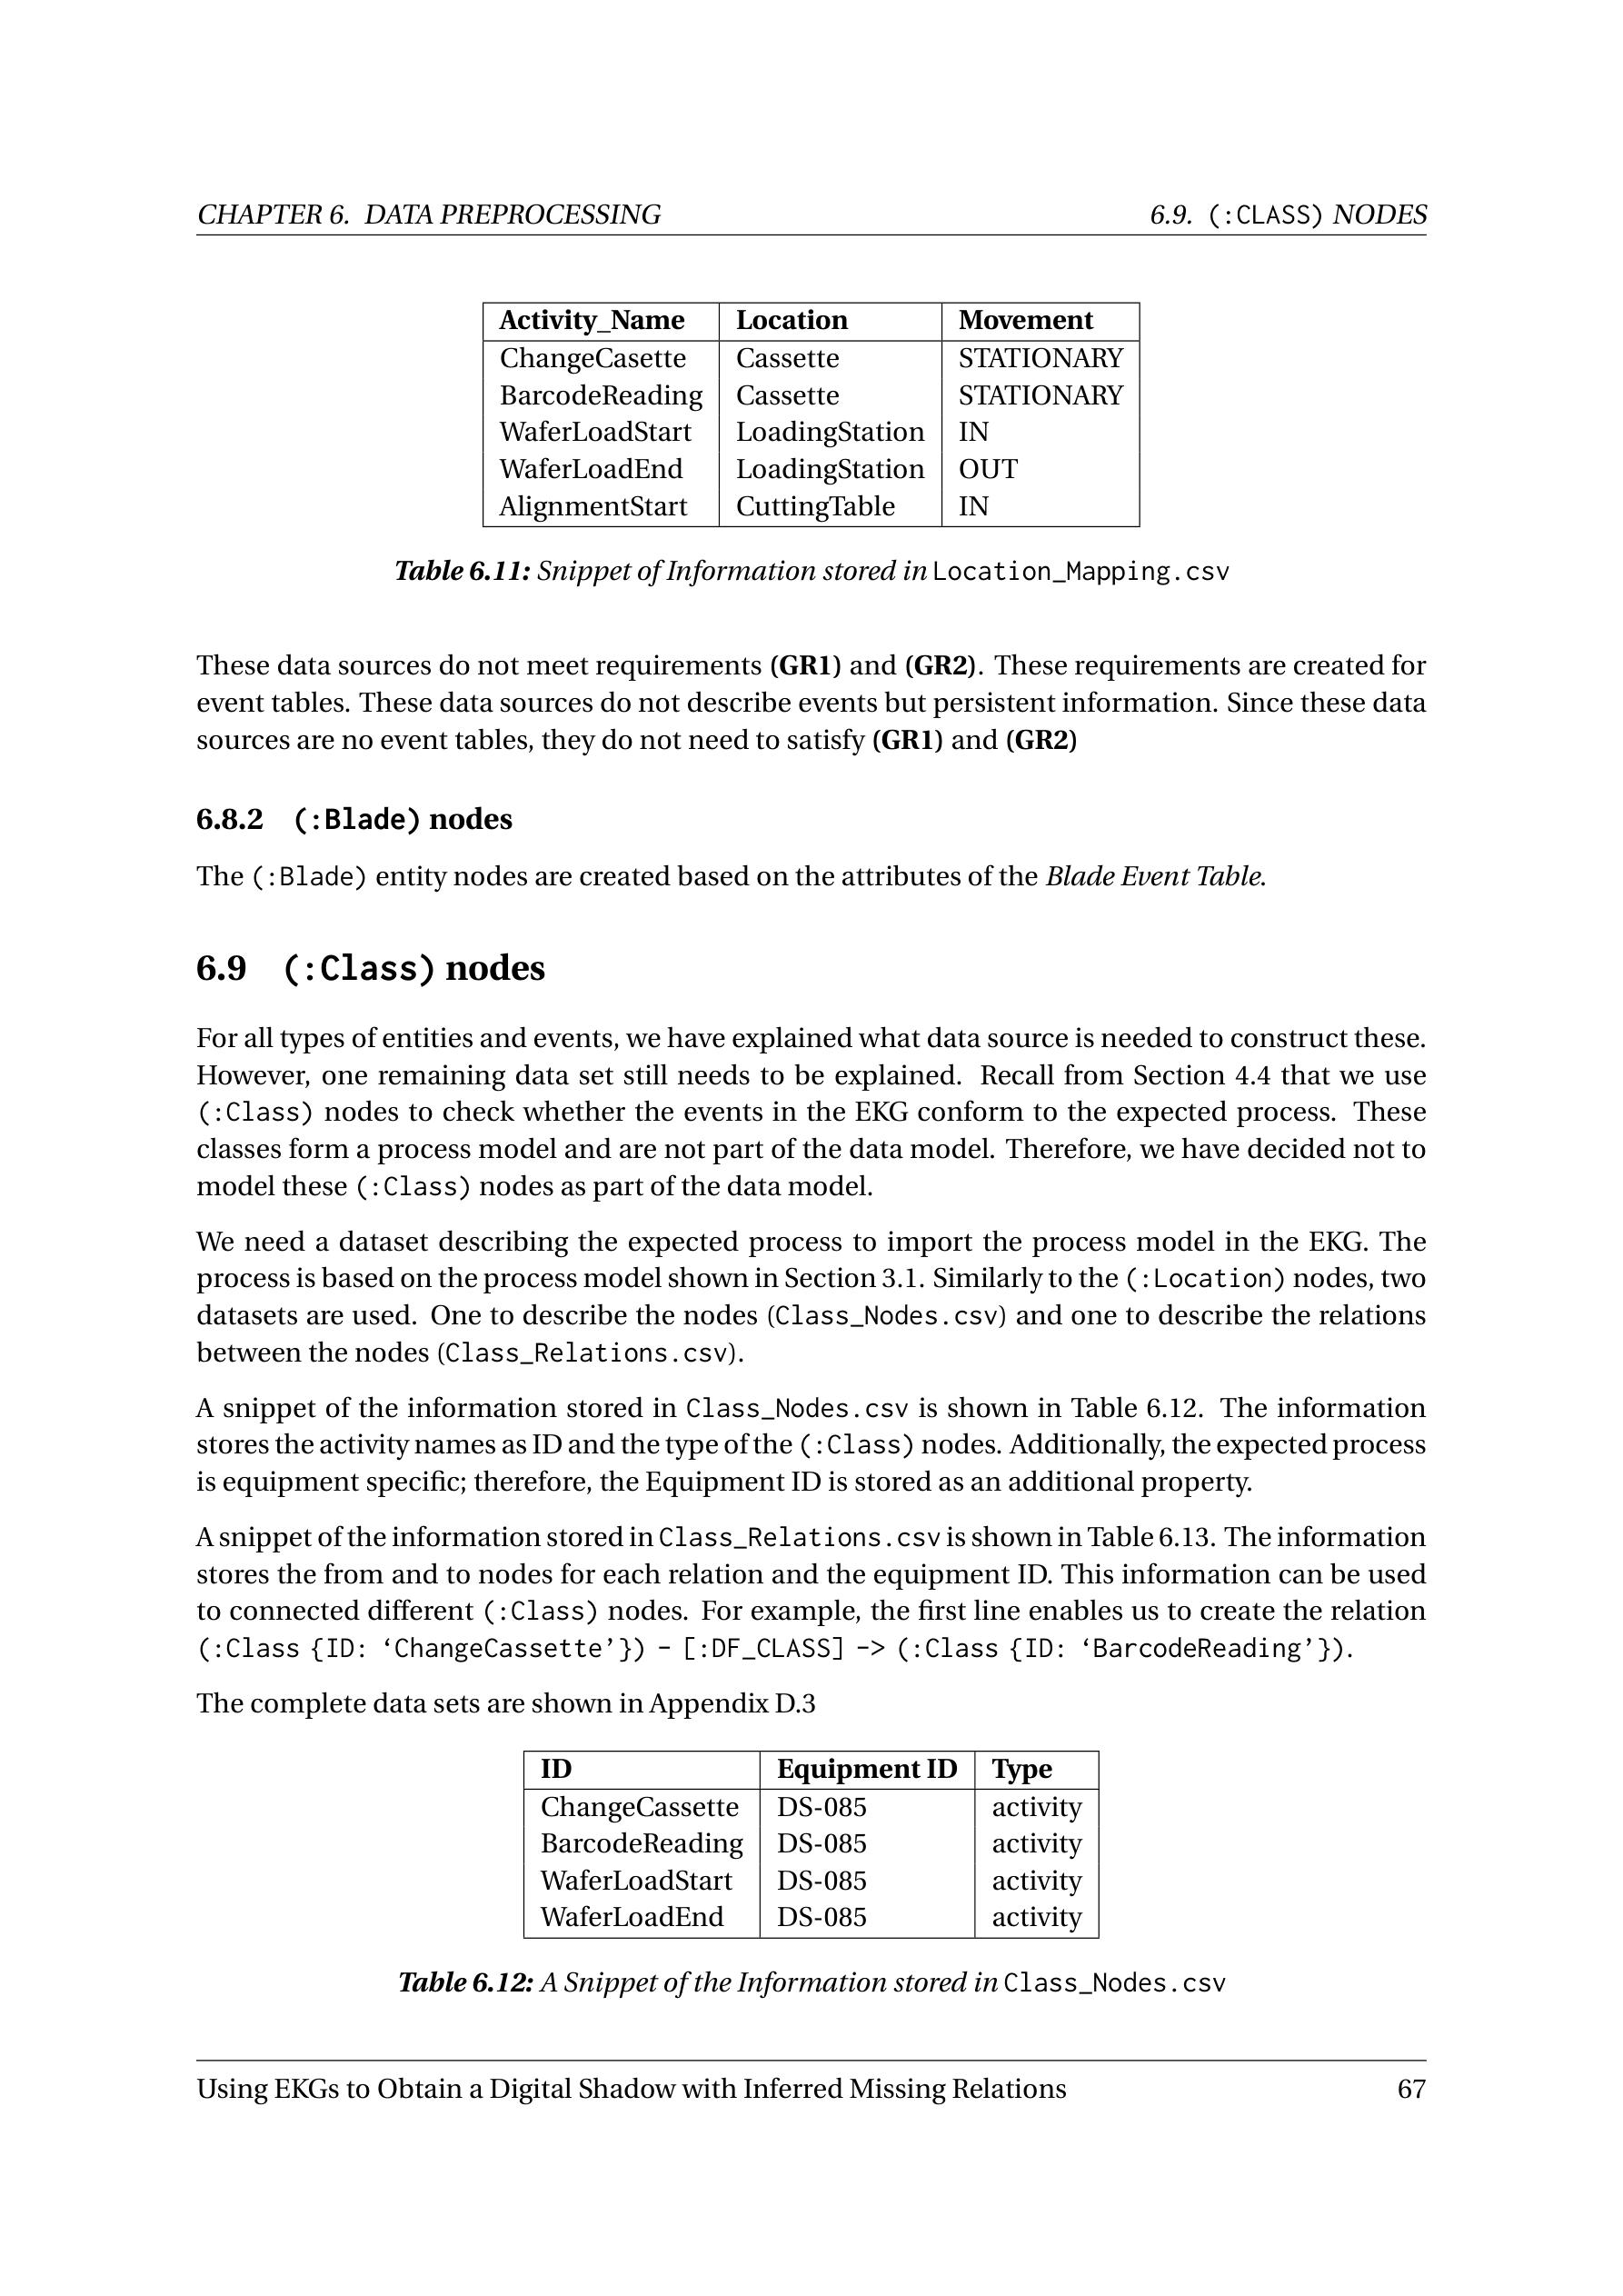 CHAPTER 6. DATA PREPROCESSING 6.9. (:CLASS) NODES
Activity_Name Location Movement
ChangeCasette Cassette STATIONARY
BarcodeReading Cassette STATIONARY
WaferLoadStart LoadingStation IN
WaferLoadEnd LoadingStation OUT
AlignmentStart CuttingTable IN
Table 6.11: Snippet of Information stored in Location_Mapping.csv
These data sources do not meet requirements (GR1) and (GR2). These requirements are created for
event tables. These data sources do not describe events but persistent information. Since these data
sources are no event tables, they do not need to satisfy (GR1) and (GR2)
6.8.2 (:Blade) nodes
The (:Blade) entity nodes are created based on the attributes of the Blade Event Table.
6.9 (:Class) nodes
For all types of entities and events, we have explained what data source is needed to construct these.
However, one remaining data set still needs to be explained. Recall from Section 4.4 that we use
(:Class) nodes to check whether the events in the EKG conform to the expected process. These
classes form a process model and are not part of the data model. Therefore, we have decided not to
model these (:Class) nodes as part of the data model.
We need a dataset describing the expected process to import the process model in the EKG. The
process is based on the process model shown in Section 3.1. Similarly to the (:Location) nodes, two
datasets are used. One to describe the nodes (Class_Nodes.csv) and one to describe the relations
between the nodes (Class_Relations.csv).
A snippet of the information stored in Class_Nodes.csv is shown in Table 6.12. The information
stores the activity names as ID and the type of the (:Class) nodes. Additionally, the expected process
is equipment specific; therefore, the Equipment ID is stored as an additional property.
A snippet of the information stored in Class_Relations.csv is shown in Table 6.13. The information
stores the from and to nodes for each relation and the equipment ID. This information can be used
to connected different (:Class) nodes. For example, the first line enables us to create the relation
(:Class {ID: ‘ChangeCassette’}) - [:DF_CLASS] -> (:Class {ID: ‘BarcodeReading’}).
The complete data sets are shown in Appendix D.3
ID Equipment ID Type
ChangeCassette DS-085 activity
BarcodeReading DS-085 activity
WaferLoadStart DS-085 activity
WaferLoadEnd DS-085 activity
Table 6.12: A Snippet of the Information stored in Class_Nodes.csv
Using EKGs to Obtain a Digital Shadow with Inferred Missing Relations 67